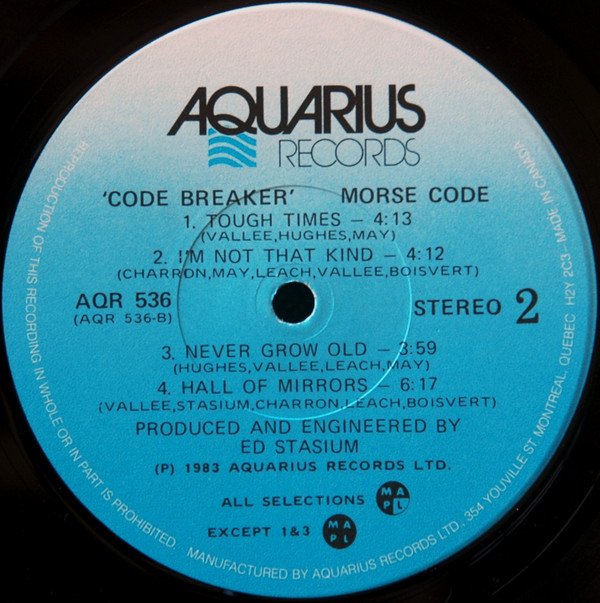 AQUARIUS
RECORDS
'CODE BREAKER' MORSE CODE
1. TOUGH TIMES – 4:13
(VALLEE,HUGHES,MAY)
2. I'M NOT THAT KIND – 4:12
(CHARRON,MAY,LEACH,VALLEE,BOISVERT)
AQR 536
(AQR 536-B)
STEREO 2
3. NEVER GROW OLD – 3:59
(HUGHES,VALLEE,LEACH,MAY)
4. HALL OF MIRRORS – 6:17
(VALLEE,STASIUM,CHARRON,LEACH,BOISVERT)
PRODUCED AND ENGINEERED BY
ED STASIUM
(P) 1983 AQUARIUS RECORDS LTD.
ALL SELECTIONS MAPL
EXCEPT 1&3 MAPL
REPRODUCTION OF THIS RECORDING IN WHOLE OR IN PART IS PROHIBITED. MANUFACTURED BY AQUARIUS RECORDS LTD. 354 YOUVILLE ST. MONTREAL, QUEBEC H2Y 2C3 MADE IN CANADA